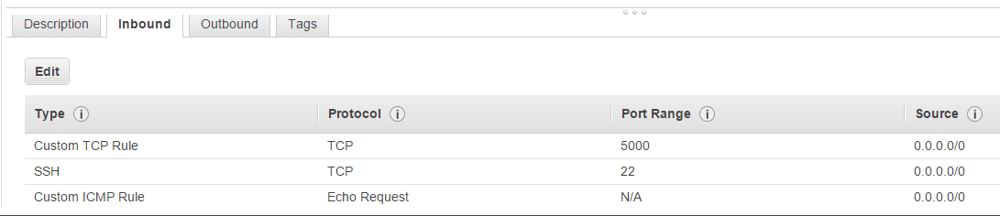 Description Inbound Outbound Tags
Edit
Type Protocol Port Range Source
Custom TCP Rule TCP 5000 0.0.0.0/0
SSH TCP 22 0.0.0.0/0
Custom ICMP Rule Echo Request N/A 0.0.0.0/0